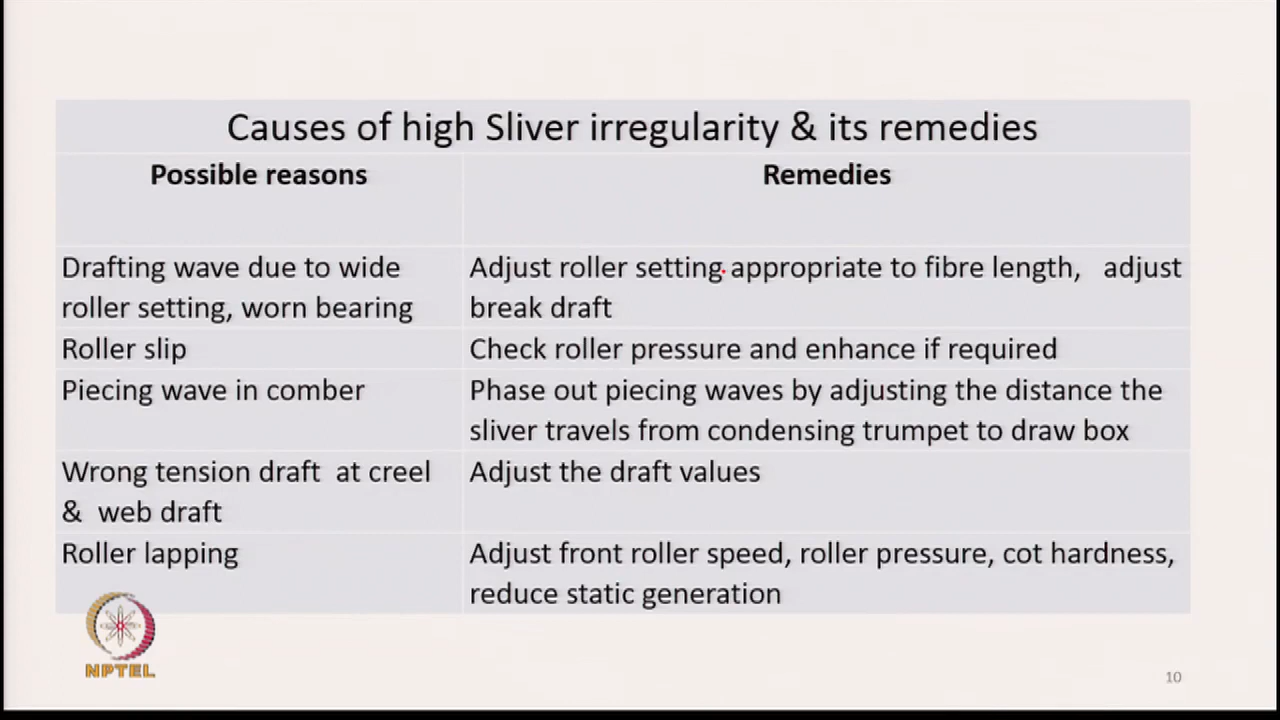 Causes of high Sliver irregularity & its remedies
Possible reasons
Remedies
Drafting wave due to wide
roller setting, worn bearing
Adjust roller setting appropriate to fibre length, adjust
break draft
Roller slip
Check roller pressure and enhance if required
Piecing wave in comber
Phase out piecing waves by adjusting the distance the
sliver travels from condensing trumpet to draw box
Wrong tension draft at creel
& web draft
Adjust the draft values
Roller lapping
Adjust front roller speed, roller pressure, cot hardness,
reduce static generation
NPTEL
10